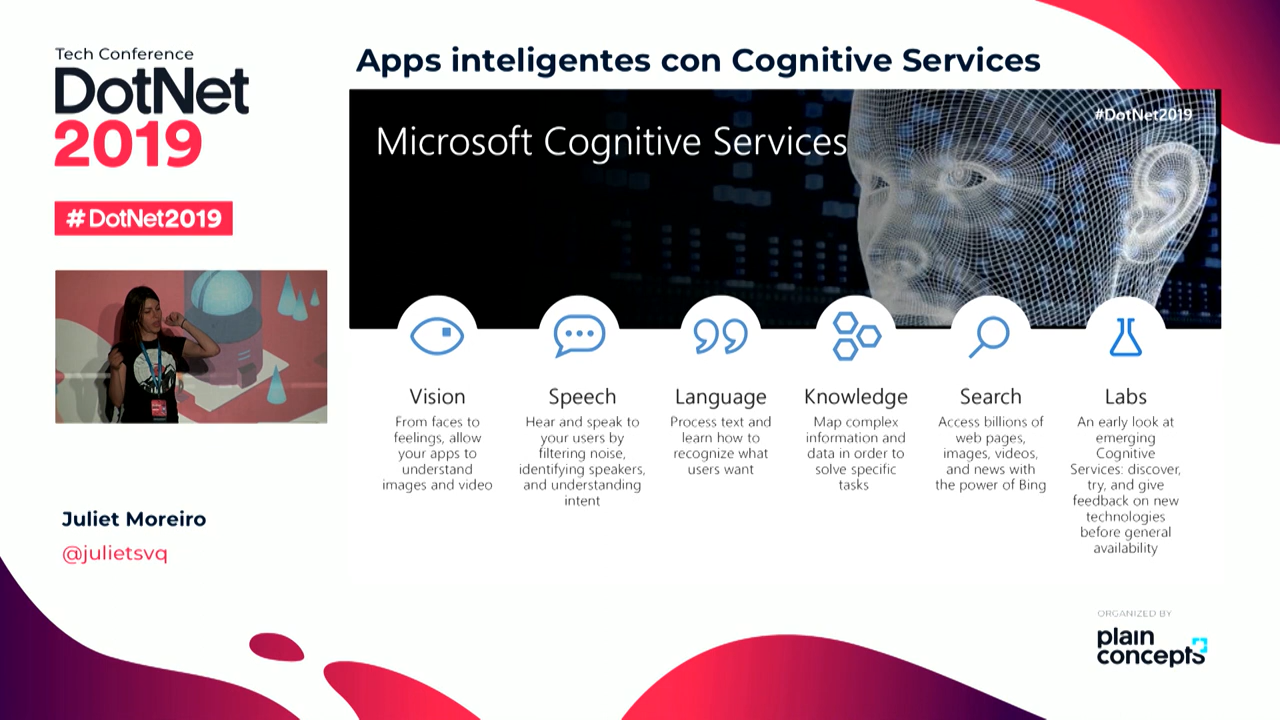 Tech Conference
DotNet
2019
#DotNet2019
Juliet Moreiro
@julietsvq
Apps inteligentes con Cognitive Services
#DotNet2019
Microsoft Cognitive Services
Vision
From faces to
feelings, allow
your apps to
understand
images and video
Speech
Hear and speak to
your users by
filtering noise,
identifying speakers,
and understanding
intent
Language
Process text and
learn how to
recognize what
users want
Knowledge
Map complex
information and
data in order to
solve specific
tasks
Search
Access billions of
web pages,
images, videos,
and news with
the power of Bing
Labs
An early look at
emerging
Cognitive
Services: discover,
try, and give
feedback on new
technologies
before general
availability
ORGANIZED BY
plain
concepts